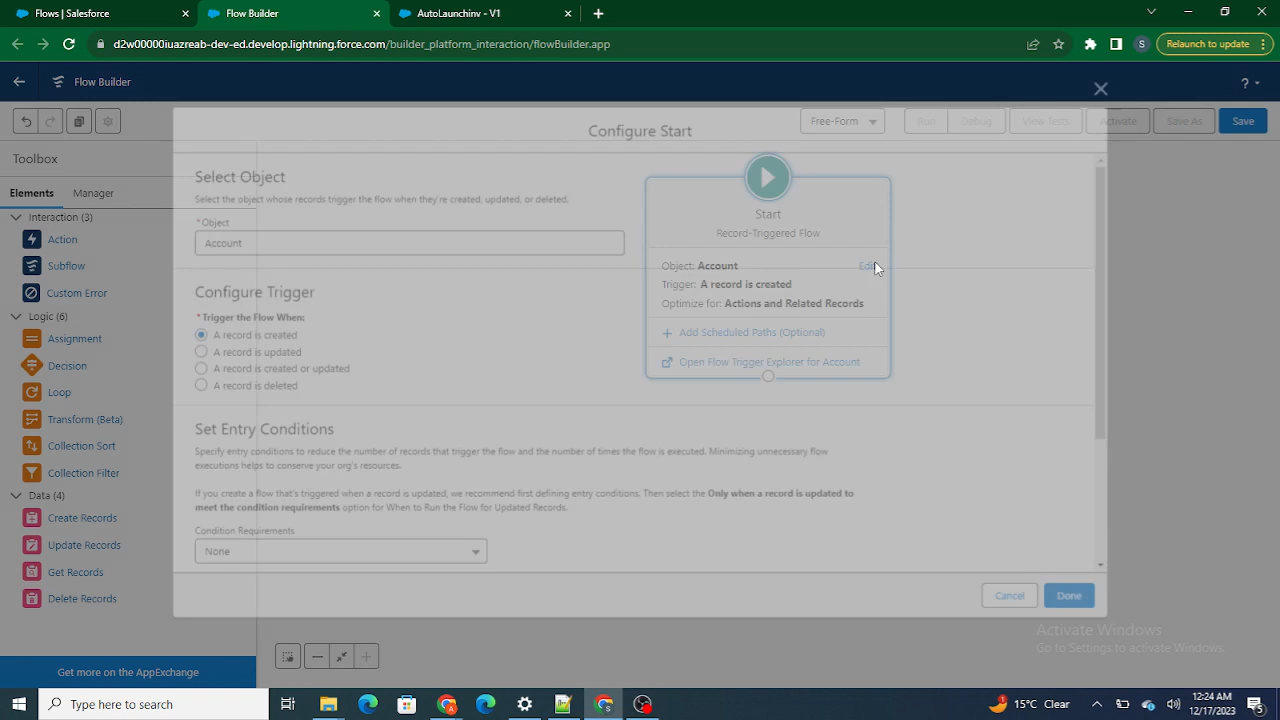 Flows | Salesforce
Flow Builder
AutoLaunchinv - V1
d2w00000iuazreab-dev-ed.develop.lightning.force.com/builder_platform_interaction/flowBuilder.app
S
Relaunch to update
Flow Builder
?
Free-Form
Run
Debug
View Tests
Activate
Save As
Save
Toolbox
Elements
Manager
Interaction (3)
Action
Subflow
Custom Error
Logic (6)
Assignment
Decision
Loop
Transform (Beta)
Collection Sort
Collection Filter
Data (4)
Create Records
Update Records
Get Records
Delete Records
Get more on the AppExchange
Configure Start
Select Object
Select the object whose records trigger the flow when they're created, updated, or deleted.
* Object
Account
Configure Trigger
* Trigger the Flow When:
A record is created
A record is updated
A record is created or updated
A record is deleted
Set Entry Conditions
Specify entry conditions to reduce the number of records that trigger the flow and the number of times the flow is executed. Minimizing unnecessary flow
executions helps to conserve your org's resources.
If you create a flow that's triggered when a record is updated, we recommend first defining entry conditions. Then select the Only when a record is updated to
meet the condition requirements option for When to Run the Flow for Updated Records.
Condition Requirements
None
Cancel
Done
Start
Record-Triggered Flow
Object: Account
Edit
Trigger: A record is created
Optimize for: Actions and Related Records
Add Scheduled Paths (Optional)
Open Flow Trigger Explorer for Account
Activate Windows
Go to Settings to activate Windows.
Type here to search
1
15°C Clear
12:24 AM
12/17/2023
5